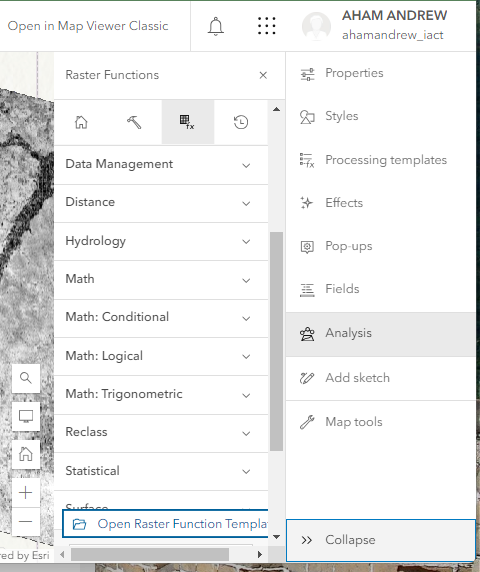 Open in Map Viewer Classic
AHAM ANDREW
ahamandrew_iact
Raster Functions
fx
Data Management
Distance
Hydrology
Math
Math: Conditional
Math: Logical
Math: Trigonometric
Reclass
Statistical
Surface
Open Raster Function Templa
red by Esri
Properties
Styles
Processing templates
Effects
Pop-ups
Fields
Analysis
Add sketch
Map tools
Collapse